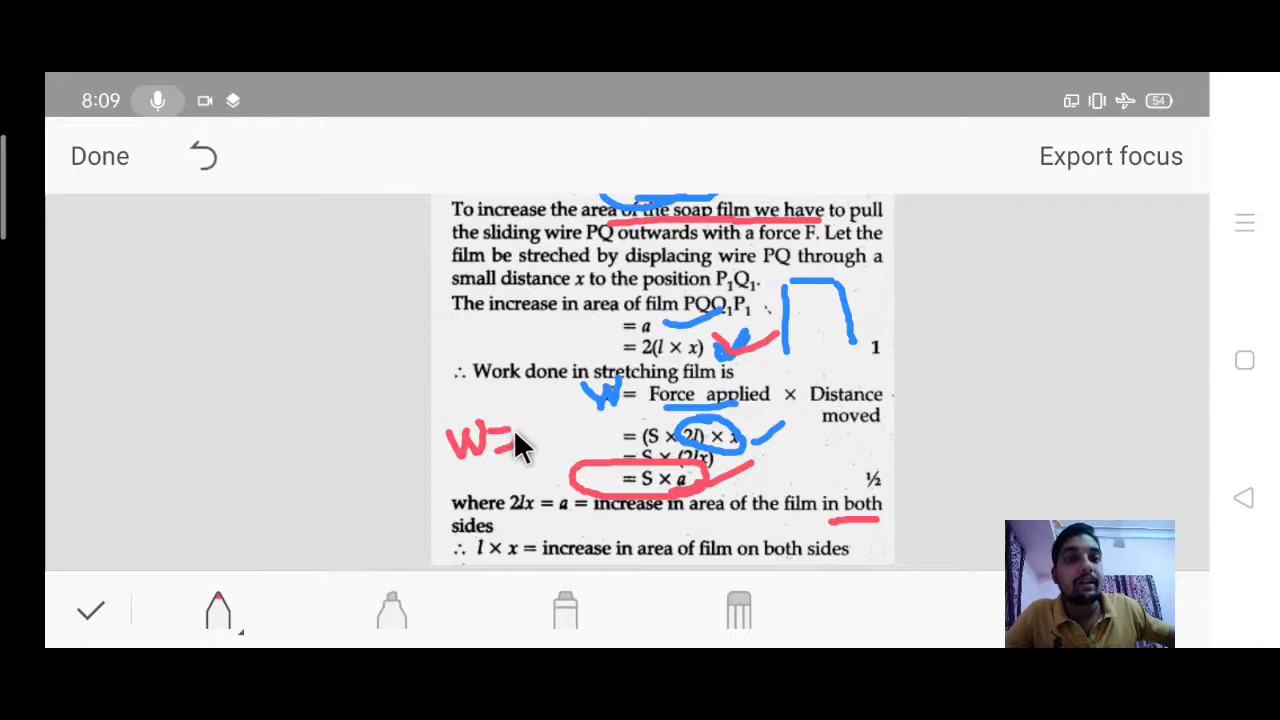 8:09
54
Done
Export focus
To increase the area of the soap film we have to pull
the sliding wire PQ outwards with a force F. Let the
film be streched by displacing wire PQ through a
small distance x to the position P₁Q₁.
The increase in area of film PQQ₁P₁
= a
= 2(l × x)
1
∴ Work done in stretching film is
W = Force applied × Distance
moved
= (S × 2l) × x
W=
= S × (2lx)
= S × a
½
where 2lx = a = increase in area of the film in both
sides
∴ l × x = increase in area of film on both sides